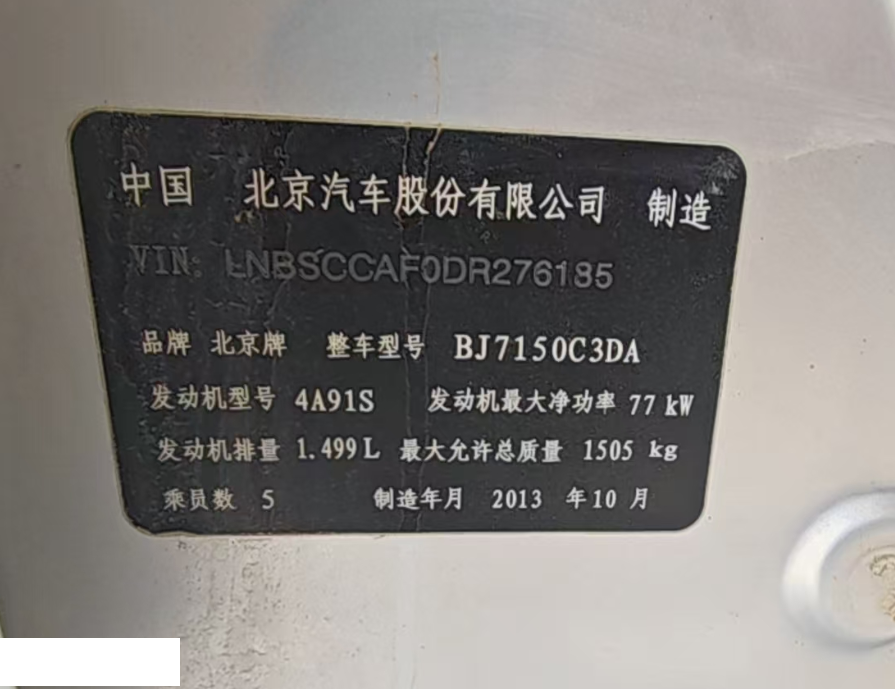 中国 北京汽车股份有限公司 制造
VIN: LNBSCCAF0DR276185
品牌 北京牌 整车型号 BJ7150C3DA
发动机型号 4A91S 发动机最大净功率 77 kW
发动机排量 1.499L 最大允许总质量 1505 kg
乘员数 5 制造年月 2013 年10 月